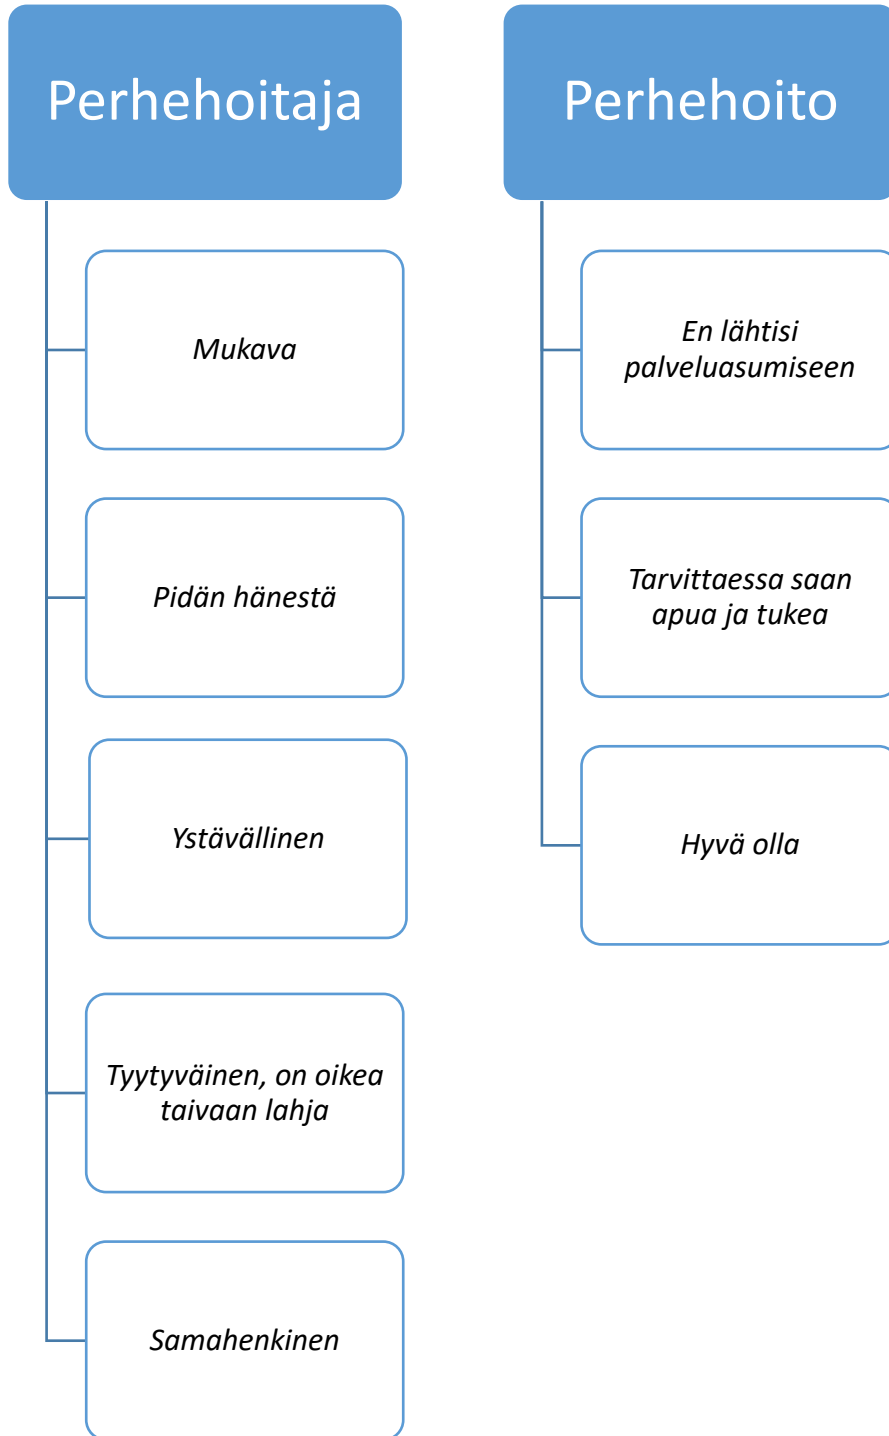 Perhehoitaja
Mukava
Pidän hänestä
Ystävällinen
Tyytyväinen, on oikea
taivaan lahja
Samahenkinen
Perhehoito
En lähtisi
palveluasumiseen
Tarvittaessa saan
apua ja tukea
Hyvä olla